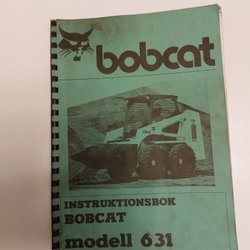 bobcat
INSTRUKTIONSBOK
BOBCAT
modell 631